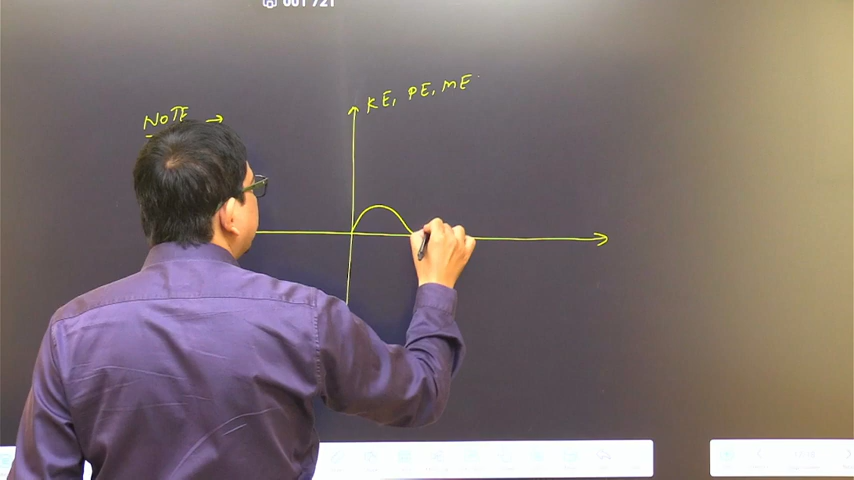 KE, PE, ME
NOTE →